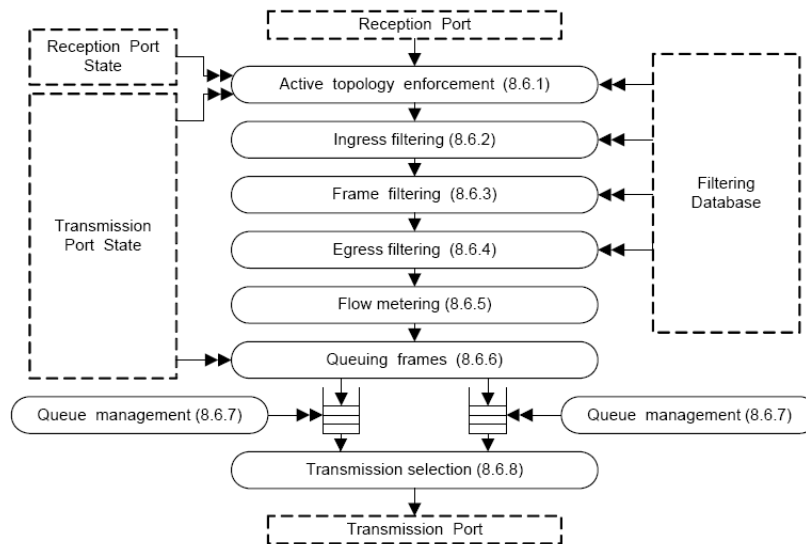 Reception Port
Reception Port
State
Active topology enforcement (8.6.1)
Ingress filtering (8.6.2)
Frame filtering (8.6.3)
Filtering
Database
Transmission
Port State
Egress filtering (8.6.4)
Flow metering (8.6.5)
Queuing frames (8.6.6)
Queue management (8.6.7)
Queue management (8.6.7)
Transmission selection (8.6.8)
Transmission Port